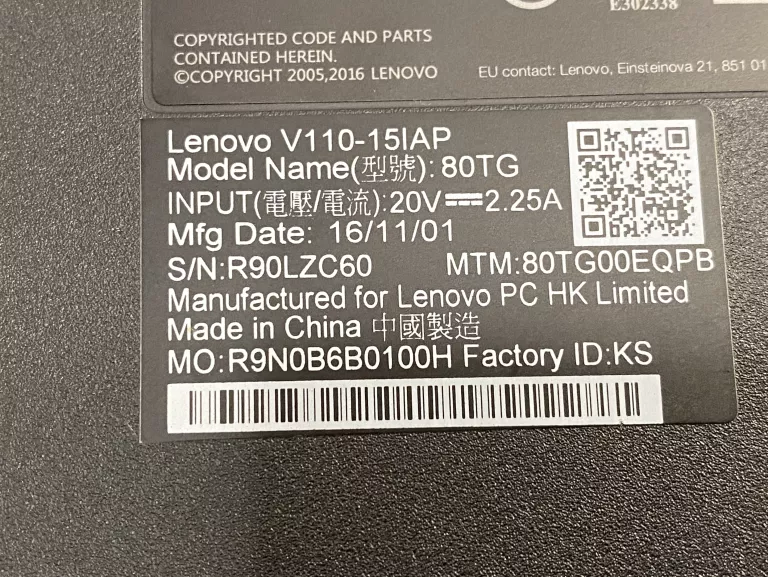 E302338
COPYRIGHTED CODE AND PARTS
CONTAINED HEREIN.
©COPYRIGHT 2005,2016 LENOVO
EU contact: Lenovo, Einsteinova 21, 851 01
Lenovo V110-15IAP
Model Name(型號): 80TG
INPUT(電壓/電流):20V⎓2.25A
Mfg Date: 16/11/01
S/N:R90LZC60 MTM:80TG00EQPB
Manufactured for Lenovo PC HK Limited
Made in China 中國製造
MO:R9N0B6B0100H Factory ID:KS